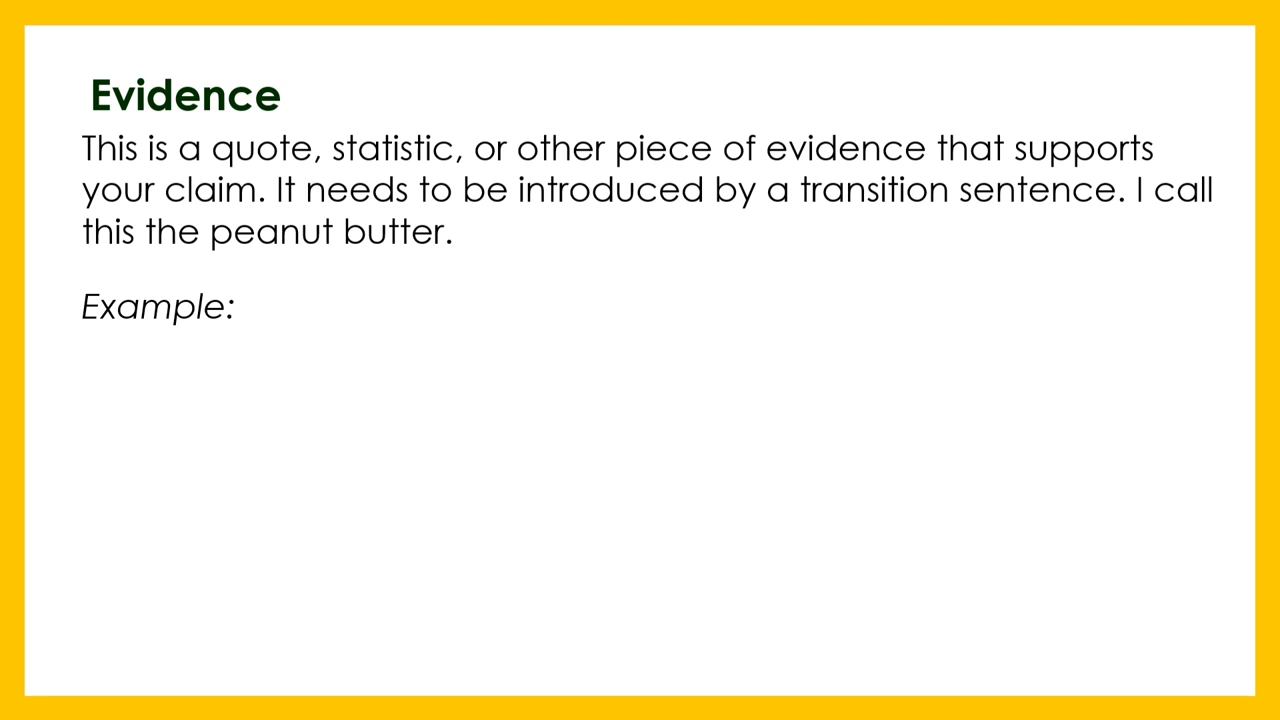 Evidence
This is a quote, statistic, or other piece of evidence that supports
your claim. It needs to be introduced by a transition sentence. I call
this the peanut butter.
Example: